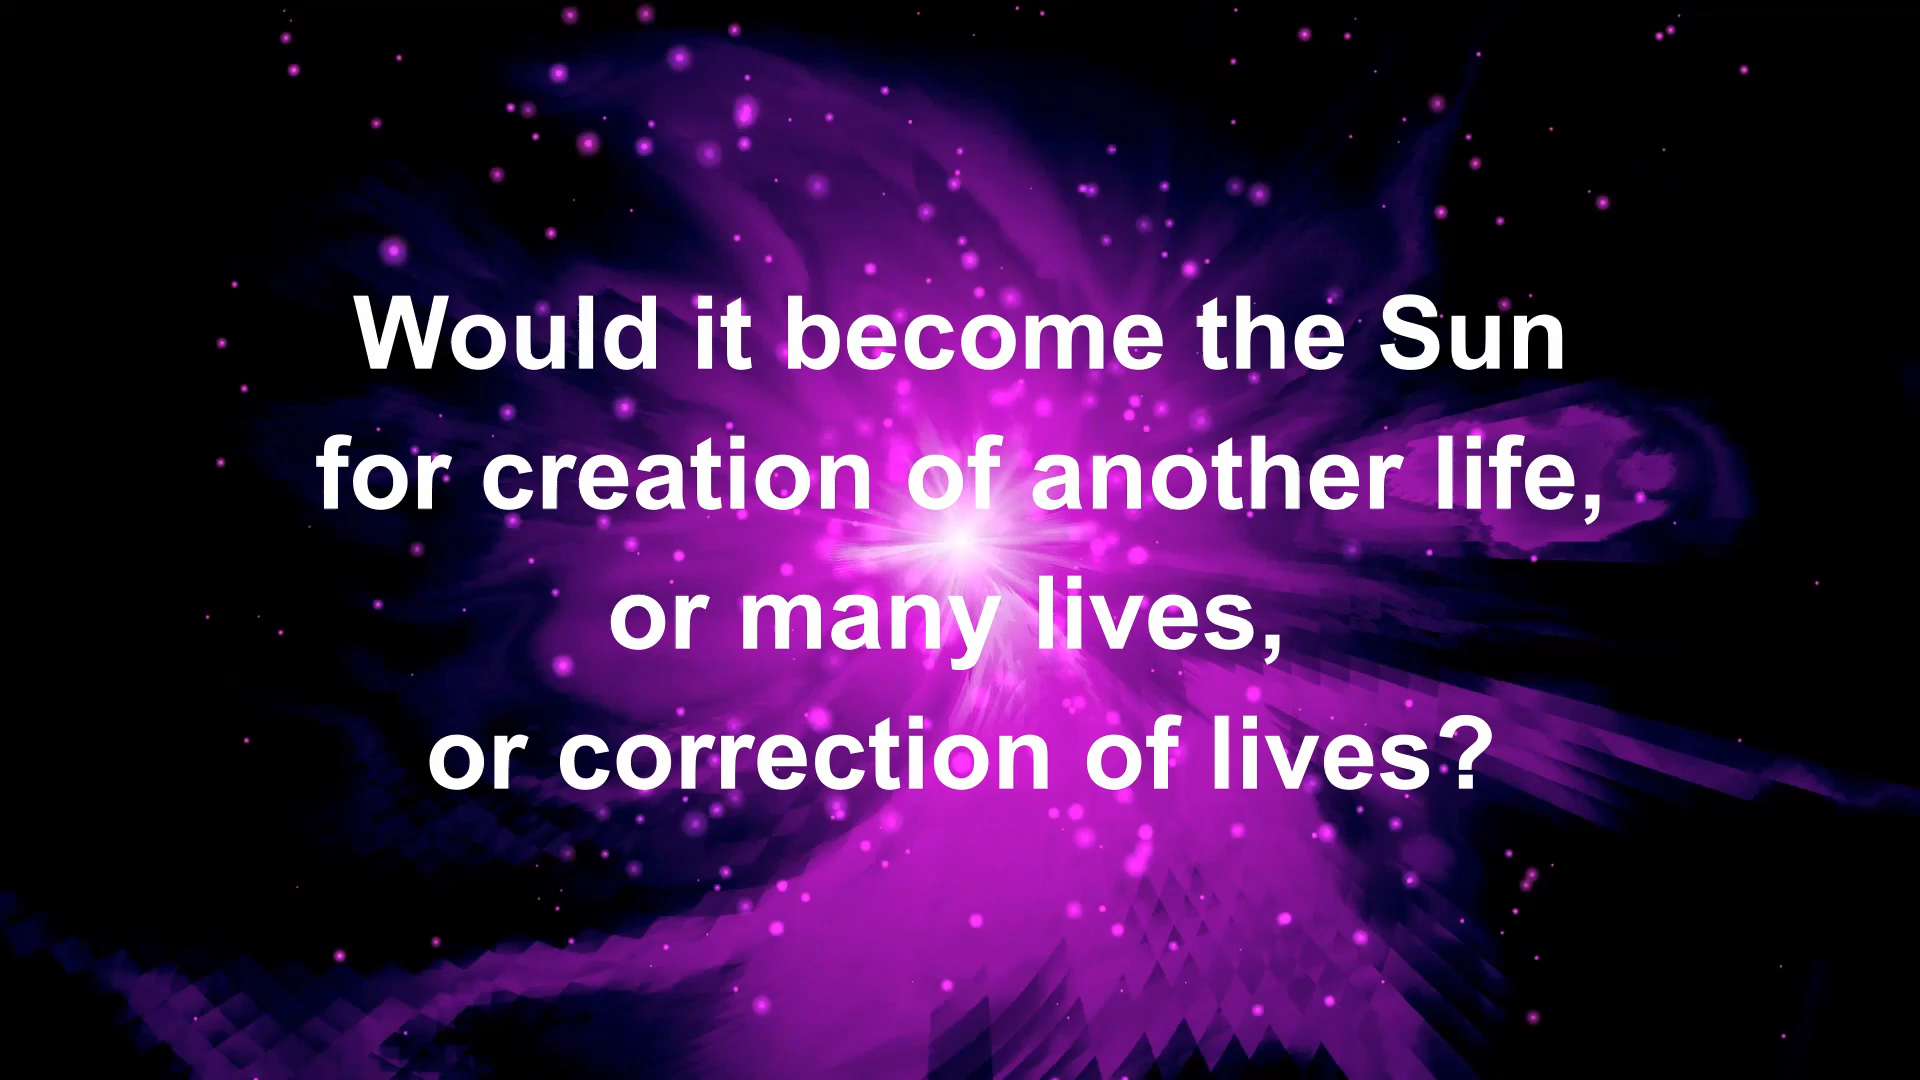 Would it become the Sun
for creation of another life,
or many lives,
or correction of lives?